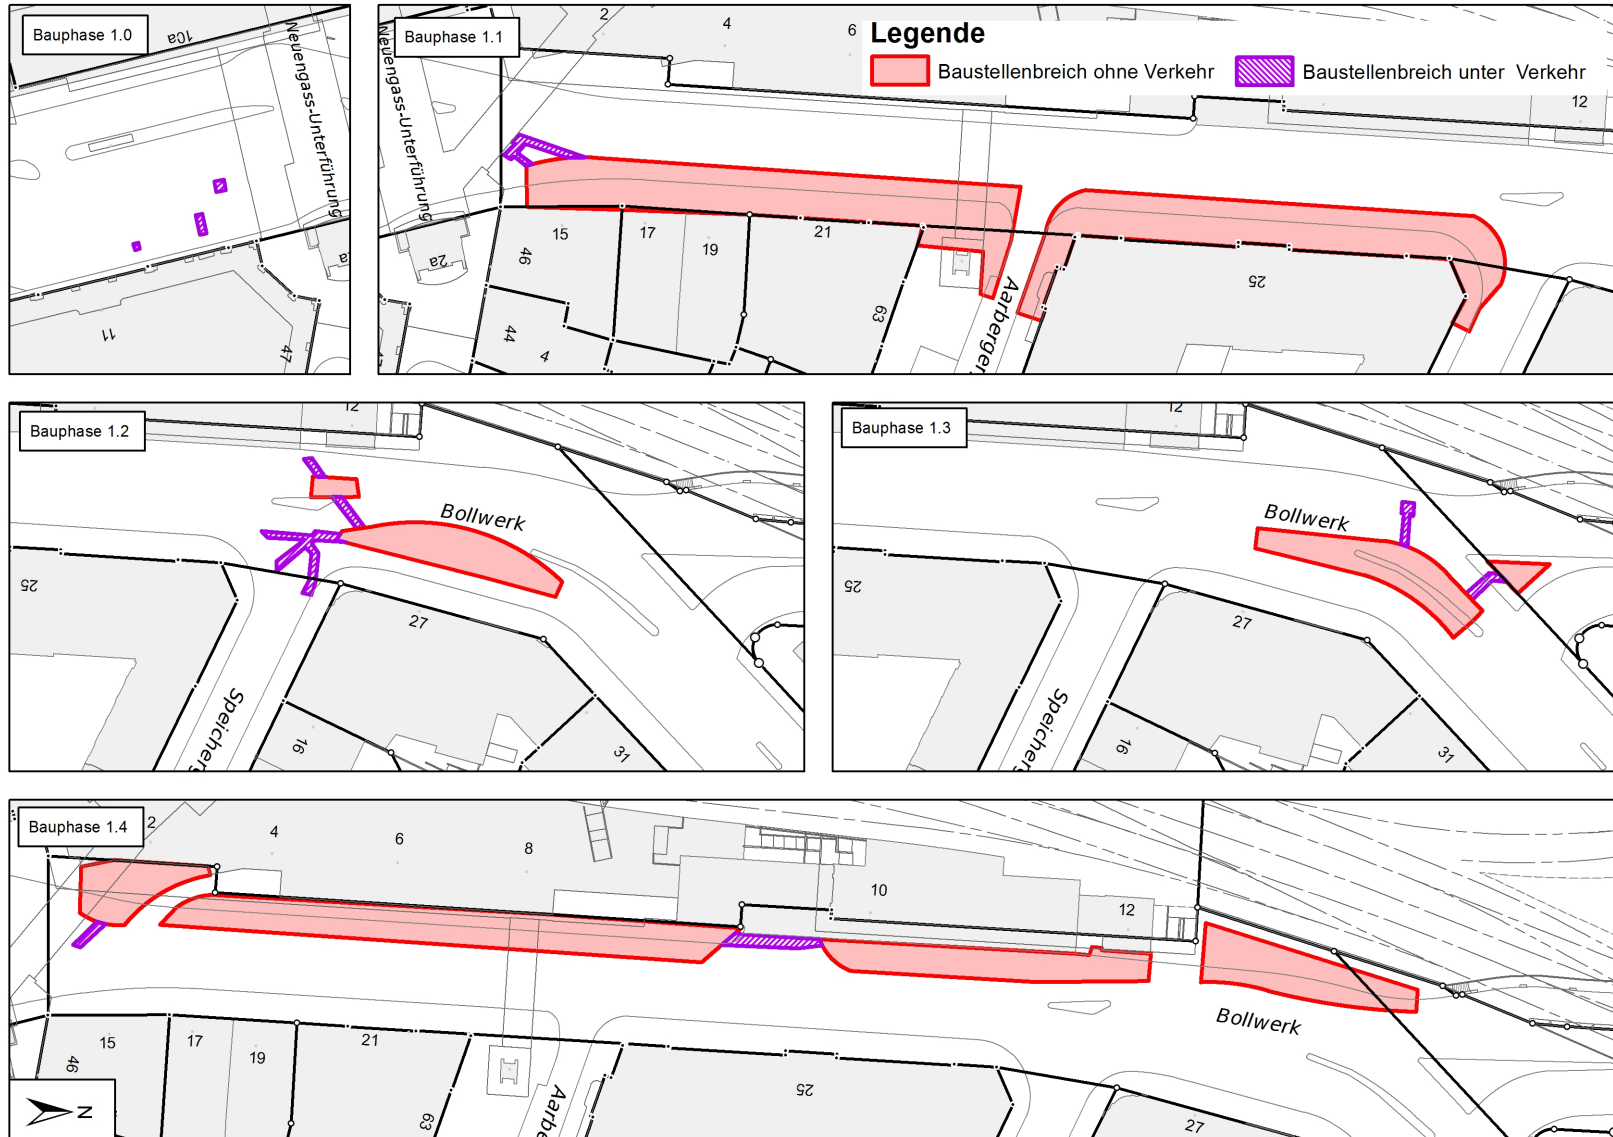 Bauphase 1.0
10a
Neuengass-Unterführung
11
47
Bauphase 1.1
2
4
6
Legende
Baustellenbreich ohne Verkehr
Baustellenbreich unter Verkehr
12
Neuengass-Unterführung
2a
15
17
19
21
25
46
44
4
63
Aarberger
Bauphase 1.2
12
Bollwerk
25
27
Speichers
16
31
Bauphase 1.3
12
Bollwerk
25
27
Speichers
16
31
Bauphase 1.4
2
4
6
8
10
12
Bollwerk
15
17
19
21
25
27
46
63
Aarbe
N